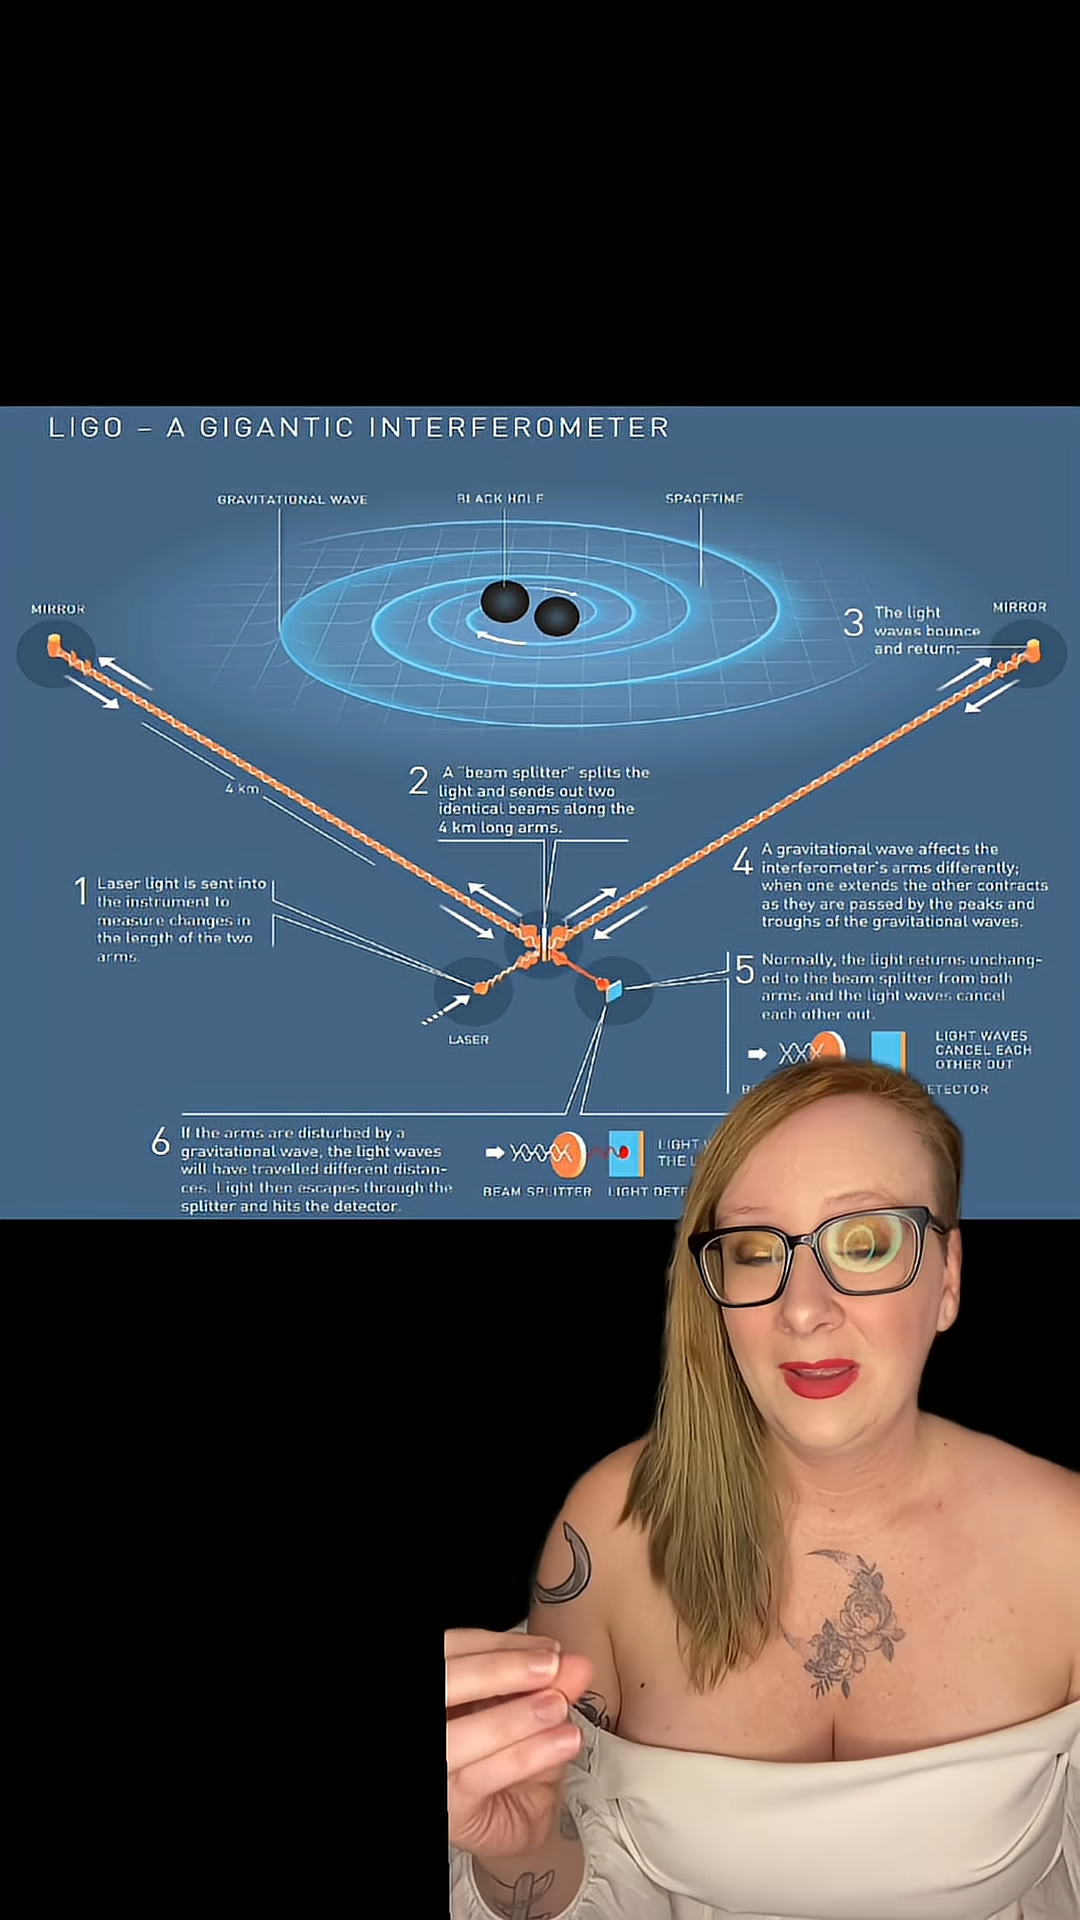 LIGO – A GIGANTIC INTERFEROMETER
GRAVITATIONAL WAVE
BLACK HOLE
SPACETIME
MIRROR
3 The light
waves bounce
and return.
MIRROR
4 km
2 A "beam splitter" splits the
light and sends out two
identical beams along the
4 km long arms.
1 Laser light is sent into
the instrument to
measure changes in
the length of the two
arms.
4 A gravitational wave affects the
interferometer's arms differently;
when one extends the other contracts
as they are passed by the peaks and
troughs of the gravitational waves.
5 Normally, the light returns unchang-
ed to the beam splitter from both
arms and the light waves cancel
each other out.
LASER
LIGHT WAVES
CANCEL EACH
OTHER OUT
6 If the arms are disturbed by a
gravitational wave, the light waves
will have travelled different distan-
ces. Light then escapes through the
splitter and hits the detector.
LIGHT
BEAM SPLITTER
LIGHT